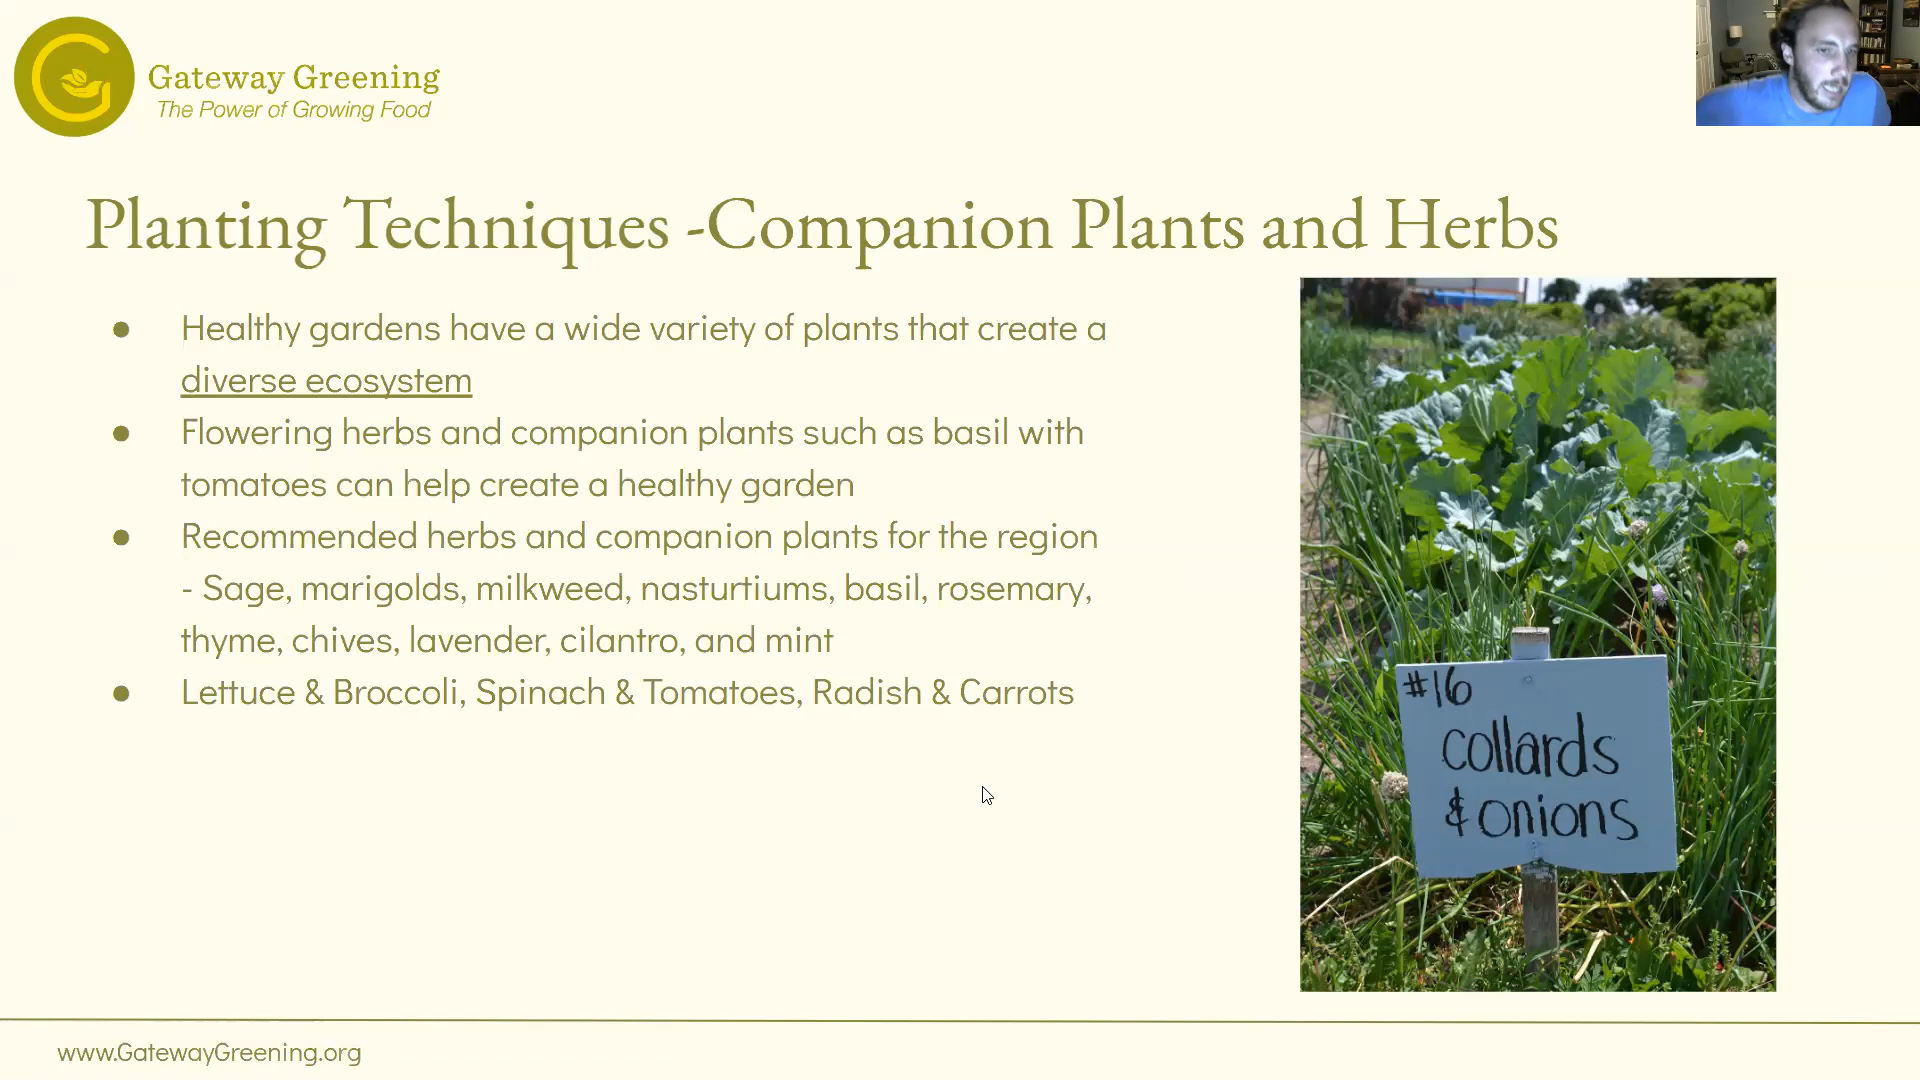 Gateway Greening
The Power of Growing Food
Planting Techniques -Companion Plants and Herbs
● Healthy gardens have a wide variety of plants that create a
diverse ecosystem
● Flowering herbs and companion plants such as basil with
tomatoes can help create a healthy garden
● Recommended herbs and companion plants for the region
- Sage, marigolds, milkweed, nasturtiums, basil, rosemary,
thyme, chives, lavender, cilantro, and mint
● Lettuce & Broccoli, Spinach & Tomatoes, Radish & Carrots
#16
collards
& onions
www.GatewayGreening.org